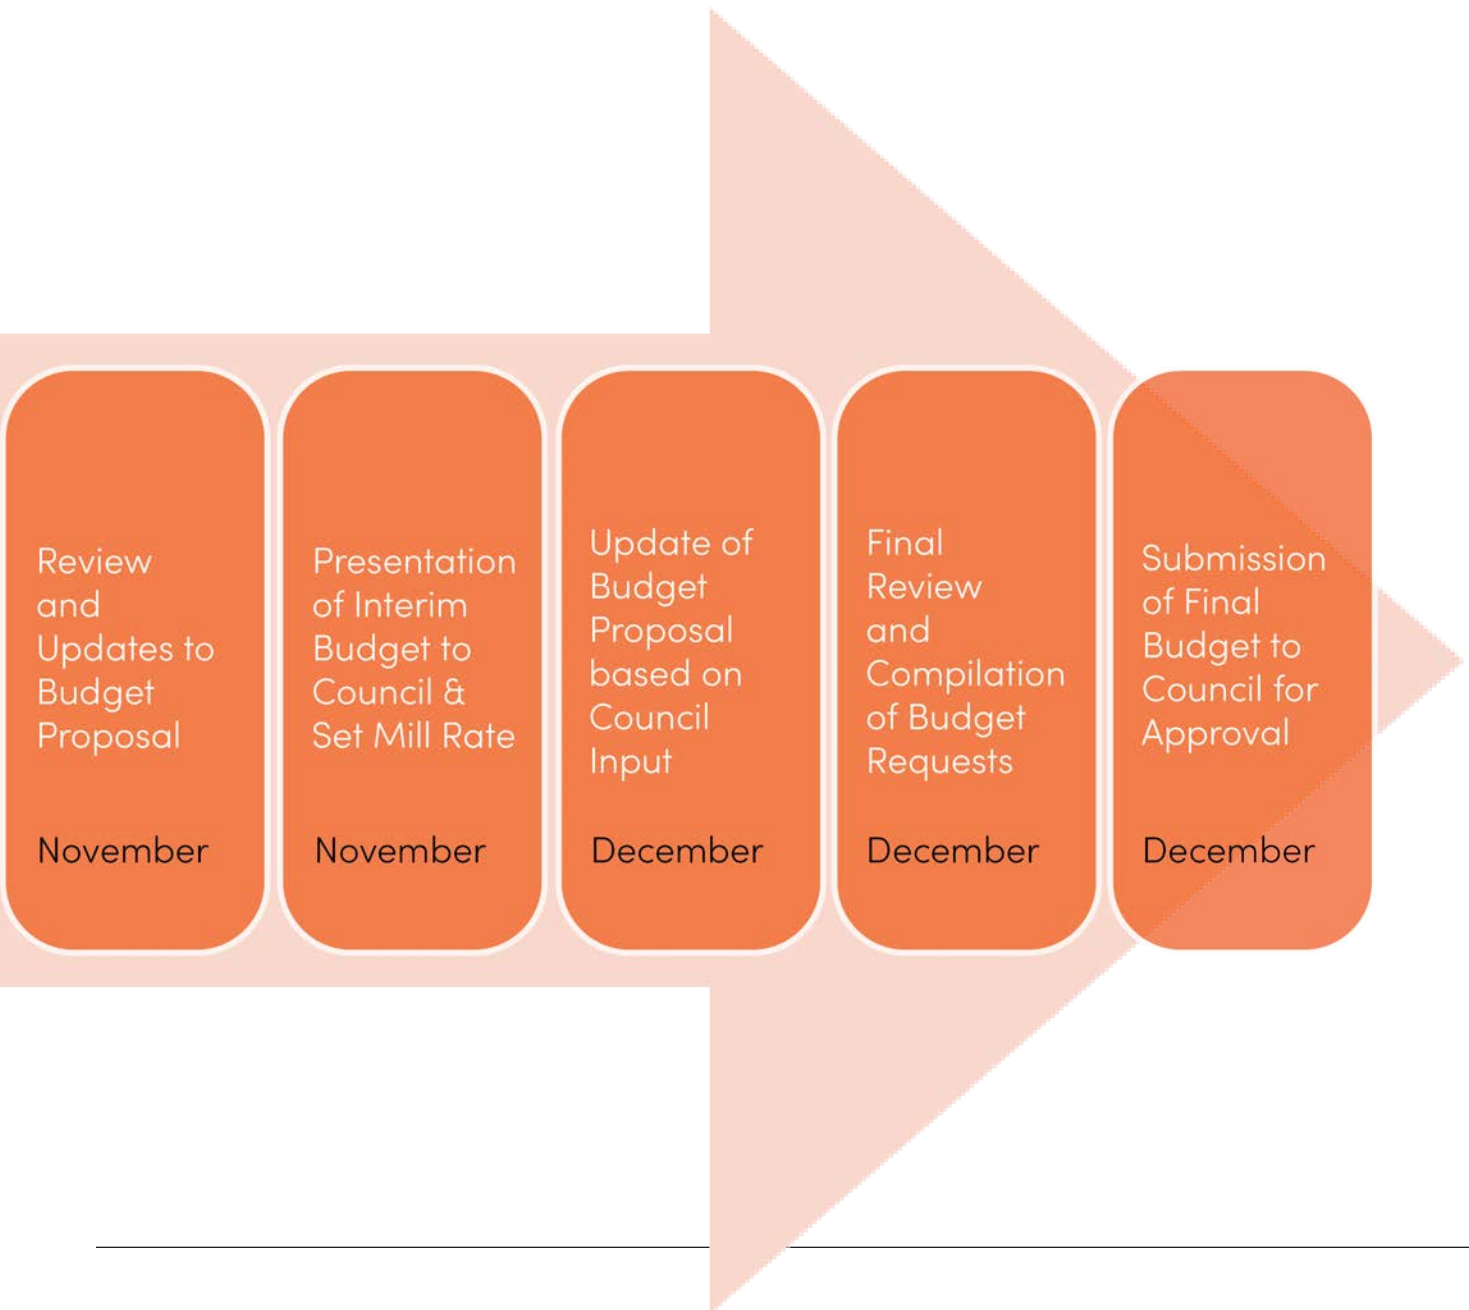 Review
and
Updates to
Budget
Proposal
November
Presentation
of Interim
Budget to
Council &
Set Mill Rate
November
Update of
Budget
Proposal
based on
Council
Input
December
Final
Review
and
Compilation
of Budget
Requests
December
Submission
of Final
Budget to
Council for
Approval
December